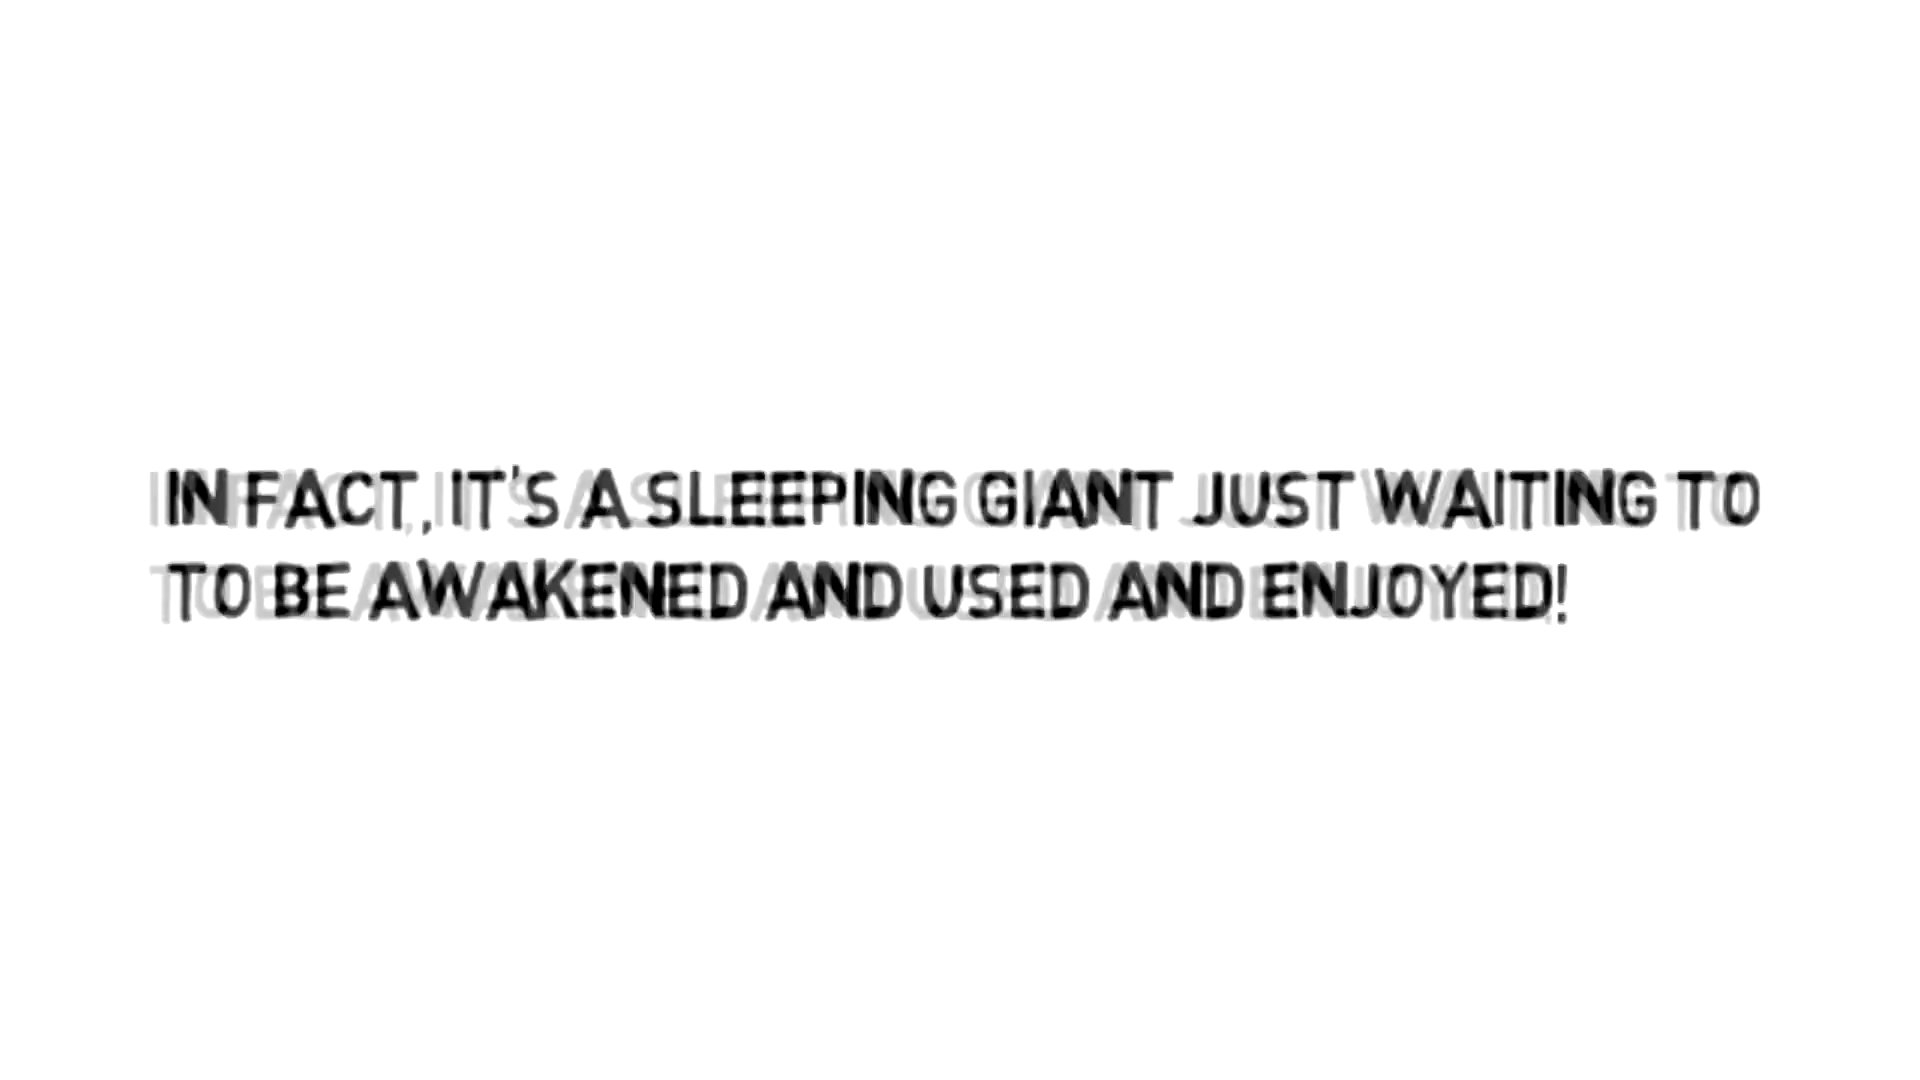 IN FACT, IT'S A SLEEPING GIANT JUST WAITING TO
TO BE AWAKENED AND USED AND ENJOYED!